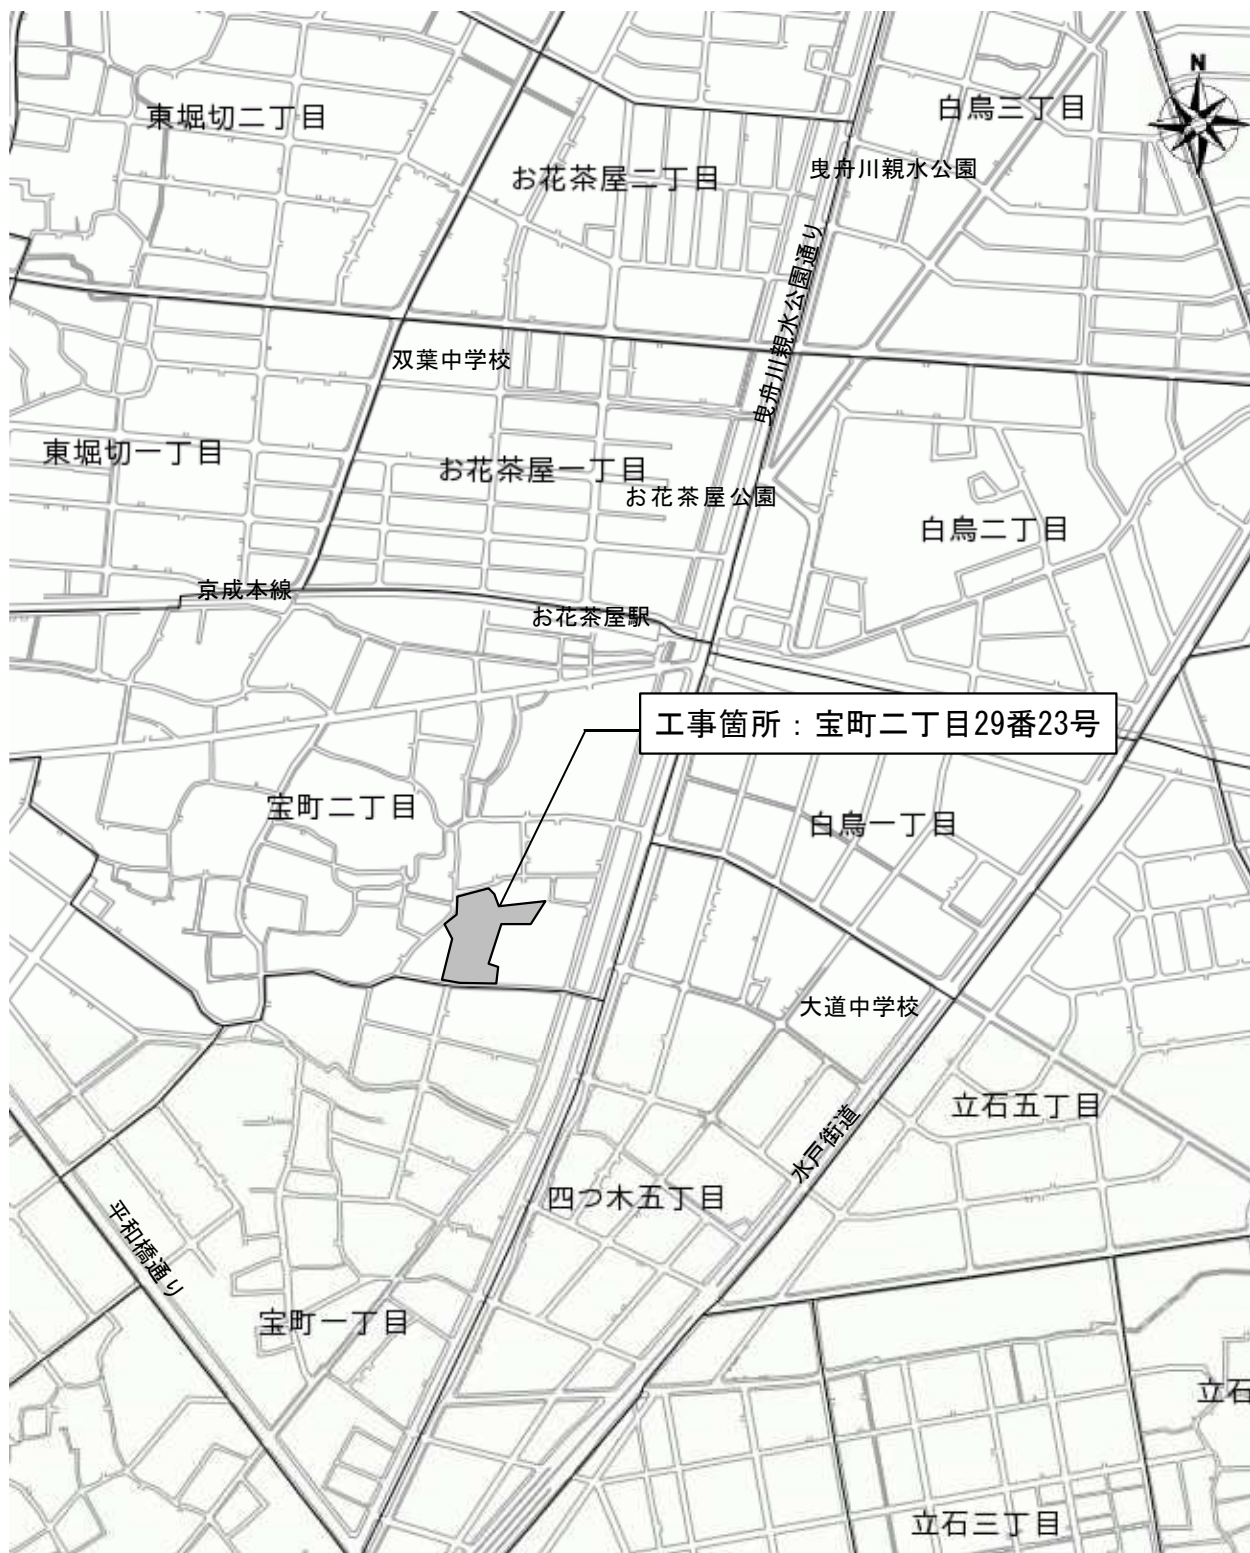 N
東堀切二丁目
白鳥三丁目
お花茶屋二丁目
曳舟川親水公園
曳舟川親水公園通り
双葉中学校
東堀切一丁目
お花茶屋一丁目
お花茶屋公園
白鳥二丁目
京成本線
お花茶屋駅
工事箇所：宝町二丁目29番23号
宝町二丁目
白鳥一丁目
大道中学校
立石五丁目
水戸街道
四つ木五丁目
平和橋通り
宝町一丁目
立石
立石三丁目